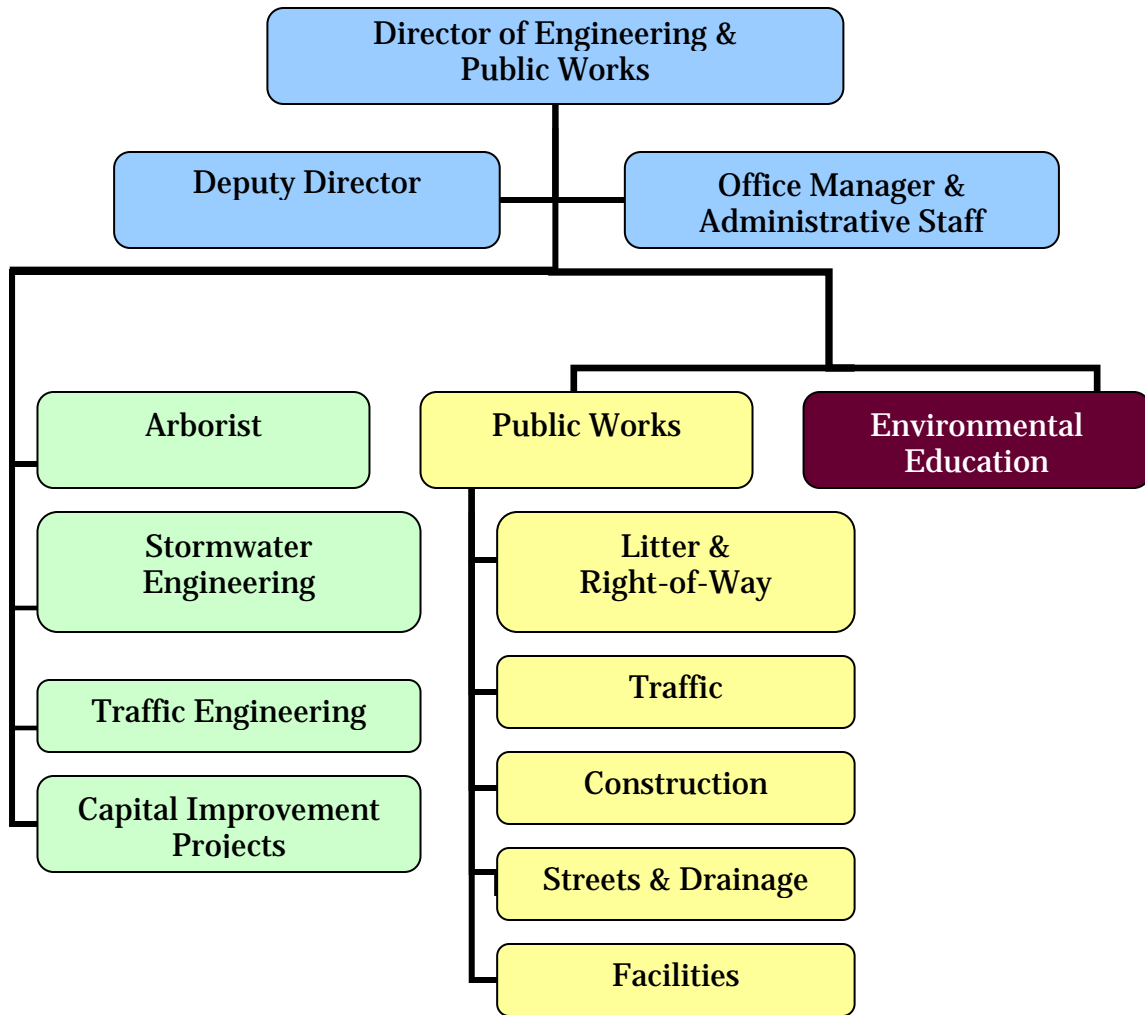 Director of Engineering &
Public Works
Deputy Director
Office Manager &
Administrative Staff
Arborist
Public Works
Environmental
Education
Stormwater
Engineering
Litter &
Right-of-Way
Traffic Engineering
Traffic
Capital Improvement
Projects
Construction
Streets & Drainage
Facilities